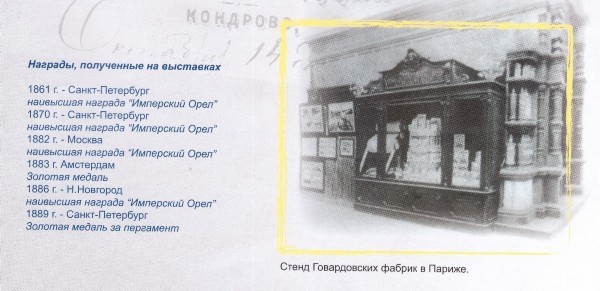 КОНДРОВО
Награды, полученные на выставках
1861 г. - Санкт-Петербург
наивысшая награда “Имперский Орел”
1870 г. - Санкт-Петербург
наивысшая награда “Имперский Орел”
1882 - Москва
наивысшая награда “Имперский Орел”
1883 г. Амстердам
Золотая медаль
1886 - Н.Новгород
наивысшая награда “Имперский Орел”
1889 - Санкт-Петербург
Золотая медаль за пергамент
Стенд Говардовских фабрик в Париже.